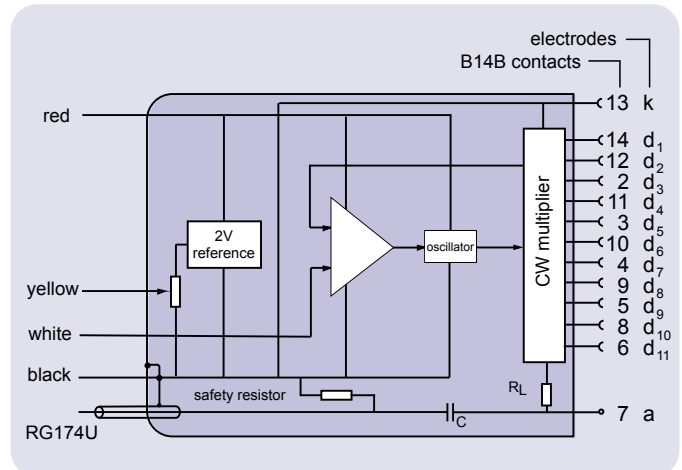 electrodes
B14B contacts
13 k
red
14 d₁
12 d₂
2 d₃
11 d₄
3 d₅
10 d₆
4 d₇
9 d₈
5 d₉
8 d₁₀
6 d₁₁
2V
reference
oscillator
CW multiplier
yellow
white
black
safety resistor
R_L
C
7 a
RG174U